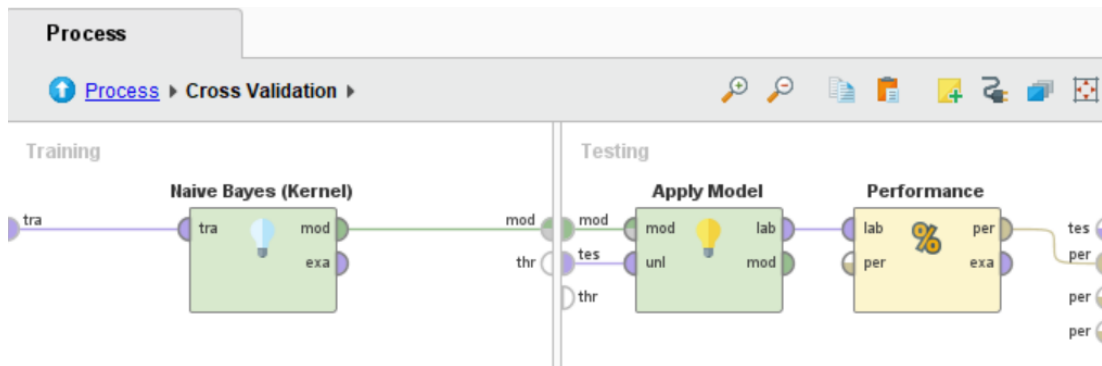 Process
Process ▸ Cross Validation ▸
Training
Testing
Naive Bayes (Kernel)
Apply Model
Performance
tra
tra
mod
exa
mod
thr
mod
tes
thr
mod
unl
lab
mod
lab
per
%
per
exa
tes
per
per
per